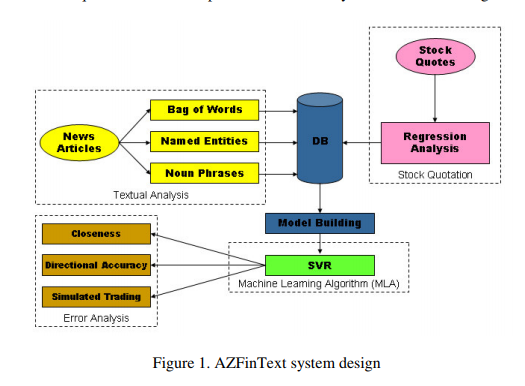 Stock
Quotes
Bag of Words
News
Articles
Named Entities
DB
Regression
Analysis
Noun Phrases
Stock Quotation
Textual Analysis
Model Building
Closeness
Directional Accuracy
SVR
Machine Learning Algorithm (MLA)
Simulated Trading
Error Analysis
Figure 1. AZFinText system design